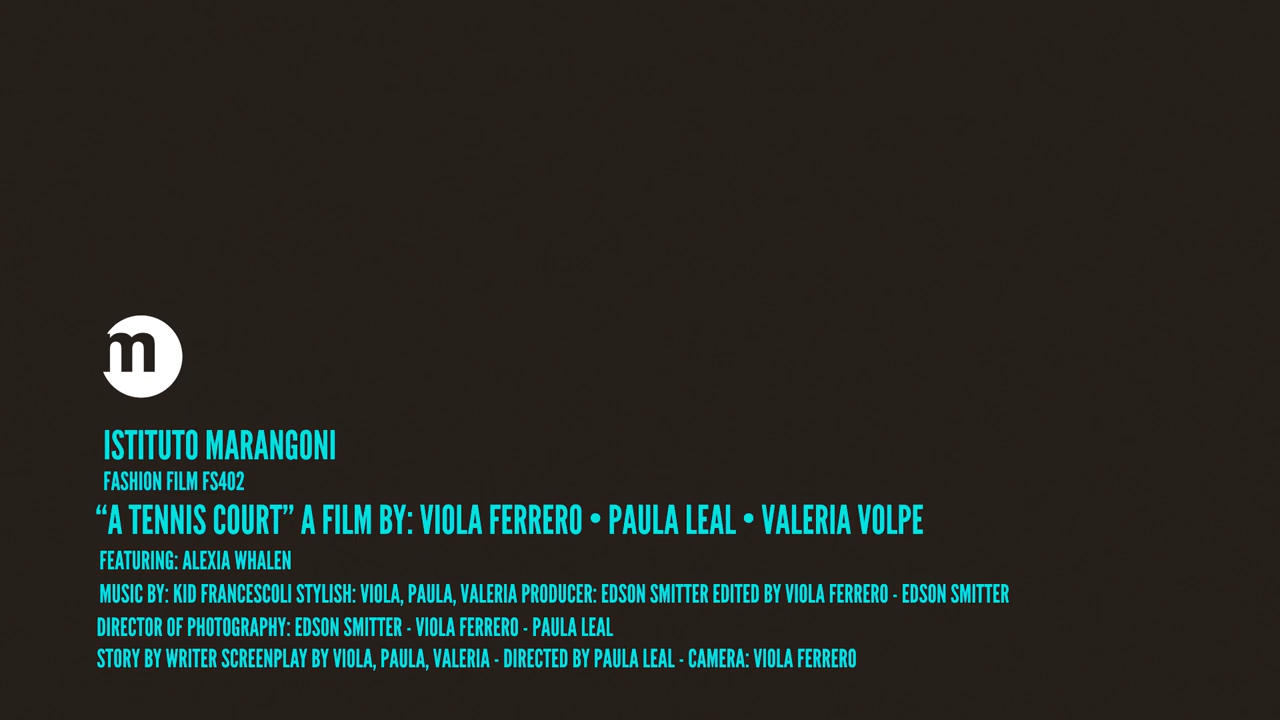 m
ISTITUTO MARANGONI
FASHION FILM FS402
“A TENNIS COURT” A FILM BY: VIOLA FERRERO • PAULA LEAL • VALERIA VOLPE
FEATURING: ALEXIA WHALEN
MUSIC BY: KID FRANCESCOLI STYLISH: VIOLA, PAULA, VALERIA PRODUCER: EDSON SMITTER EDITED BY VIOLA FERRERO - EDSON SMITTER
DIRECTOR OF PHOTOGRAPHY: EDSON SMITTER - VIOLA FERRERO - PAULA LEAL
STORY BY WRITER SCREENPLAY BY VIOLA, PAULA, VALERIA - DIRECTED BY PAULA LEAL - CAMERA: VIOLA FERRERO